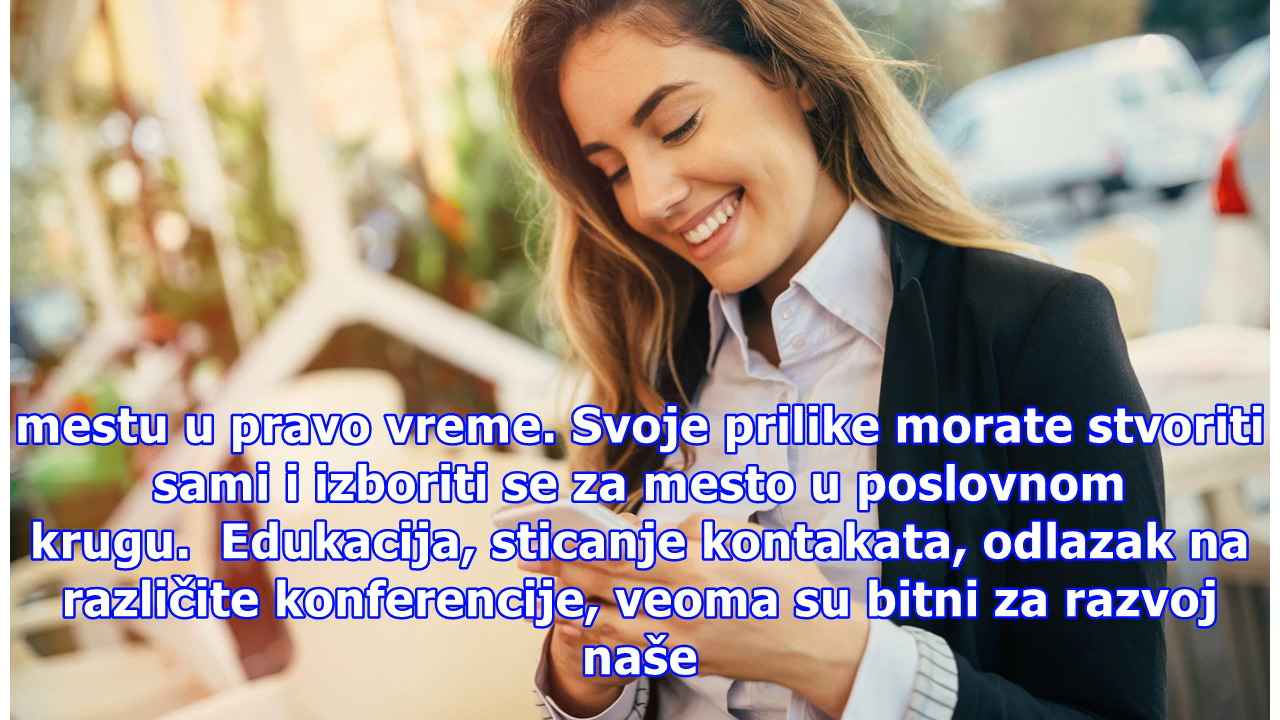 mestu u pravo vreme. Svoje prilike morate stvoriti
sami i izboriti se za mesto u poslovnom
krugu.  Edukacija, sticanje kontakata, odlazak na
različite konferencije, veoma su bitni za razvoj
naše